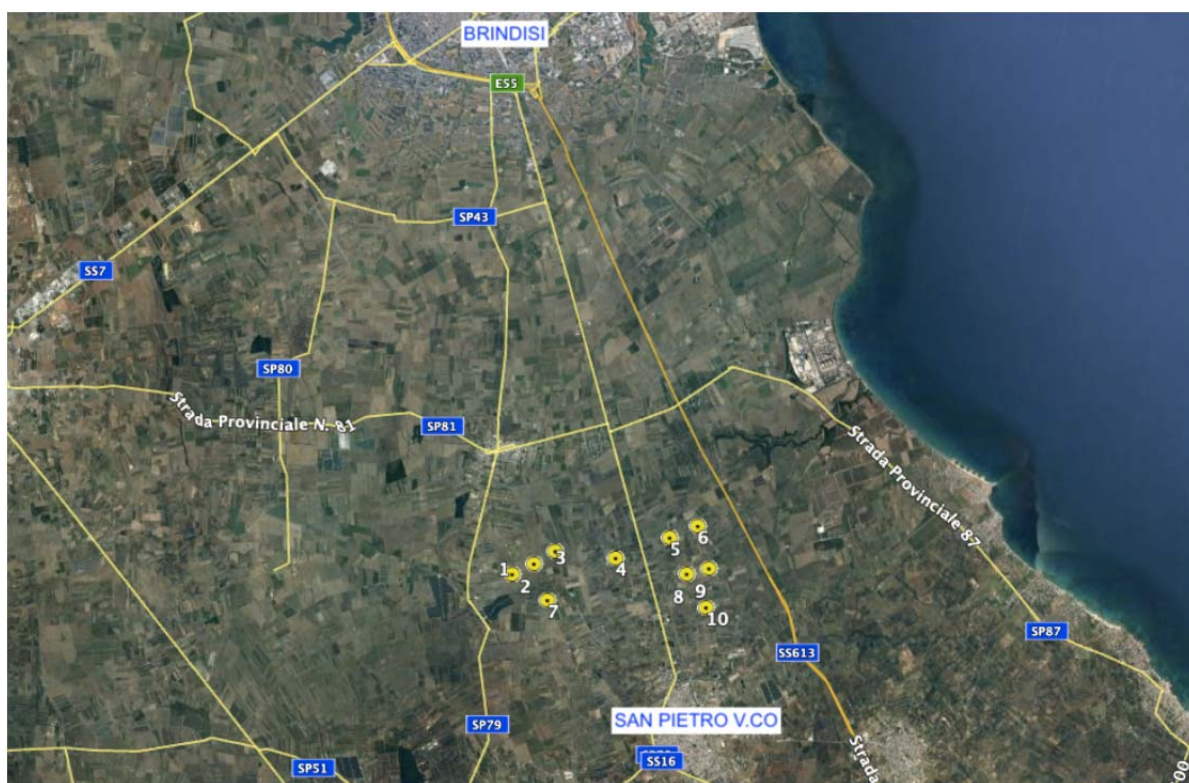 BRINDISI
E55
SP43
SS7
SP80
Strada Provinciale N. 81
SP81
Strada Provinciale 87
6
5
3
4
1
2
8
9
7
10
SP87
SS613
SAN PIETRO V.CO
SP79
SS16
Strada
SP51